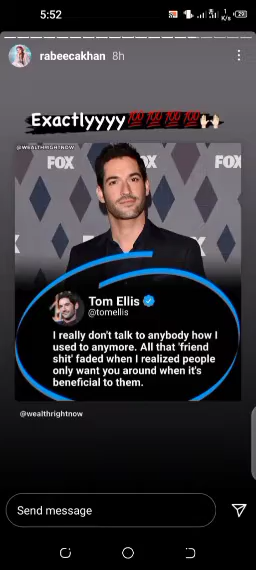 5:52
rabeecakhan 8h
Exactlyyyy💯💯💯💯🙌🏻
@WEALTHRIGHTNOW
FOX FOX
FOX FOX
Tom Ellis
@tomellis
I really don't talk to anybody how I
used to anymore. All that 'friend
shit' faded when I realized people
only want you around when it's
beneficial to them.
@wealthrightnow
Send message